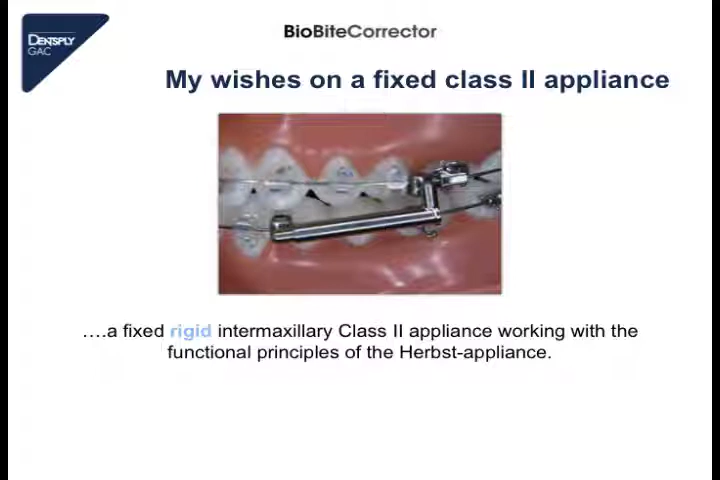 DENTSPLY
GAC
BioBiteCorrector
My wishes on a fixed class II appliance
....a fixed rigid intermaxillary Class II appliance working with the
functional principles of the Herbst-appliance.